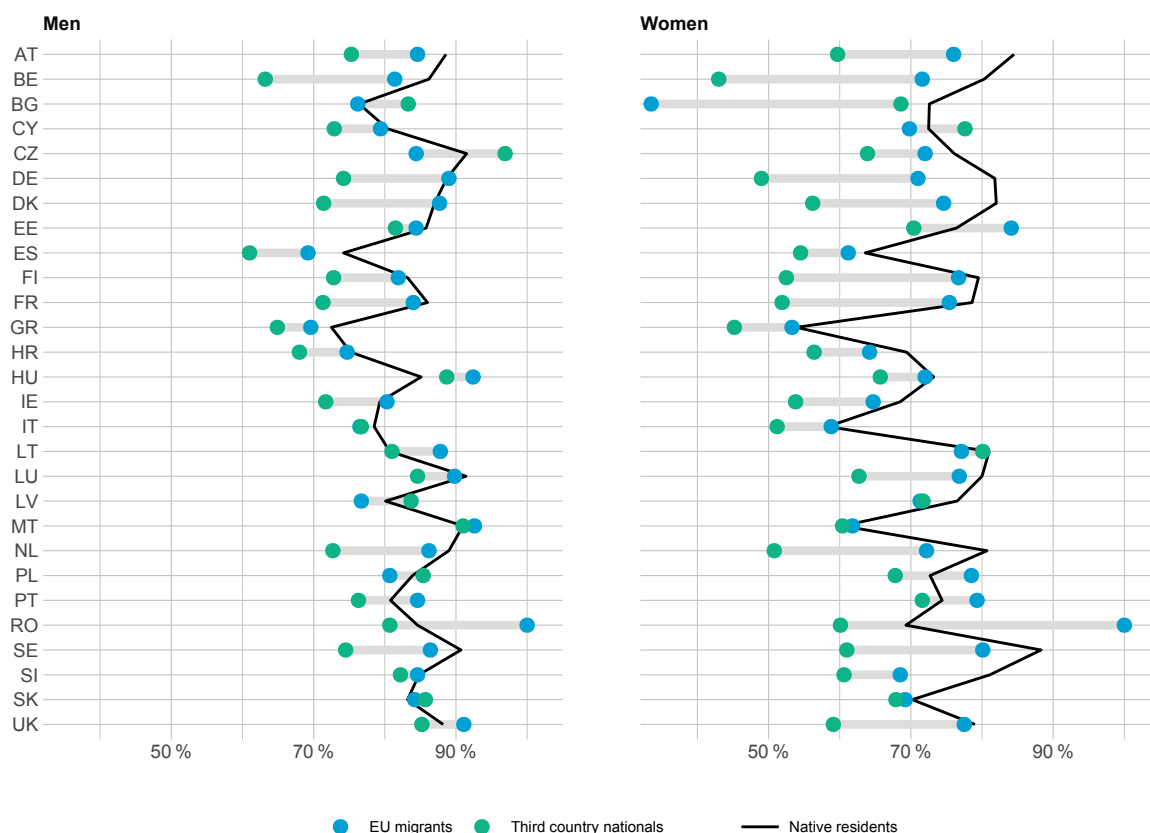 Men Women
AT
BE
BG
CY
CZ
DE
DK
EE
ES
FI
FR
GR
HR
HU
IE
IT
LT
LU
LV
MT
NL
PL
PT
RO
SE
SI
SK
UK
50 % 70 % 90 % 50 % 70 % 90 %
EU migrants Third country nationals Native residents